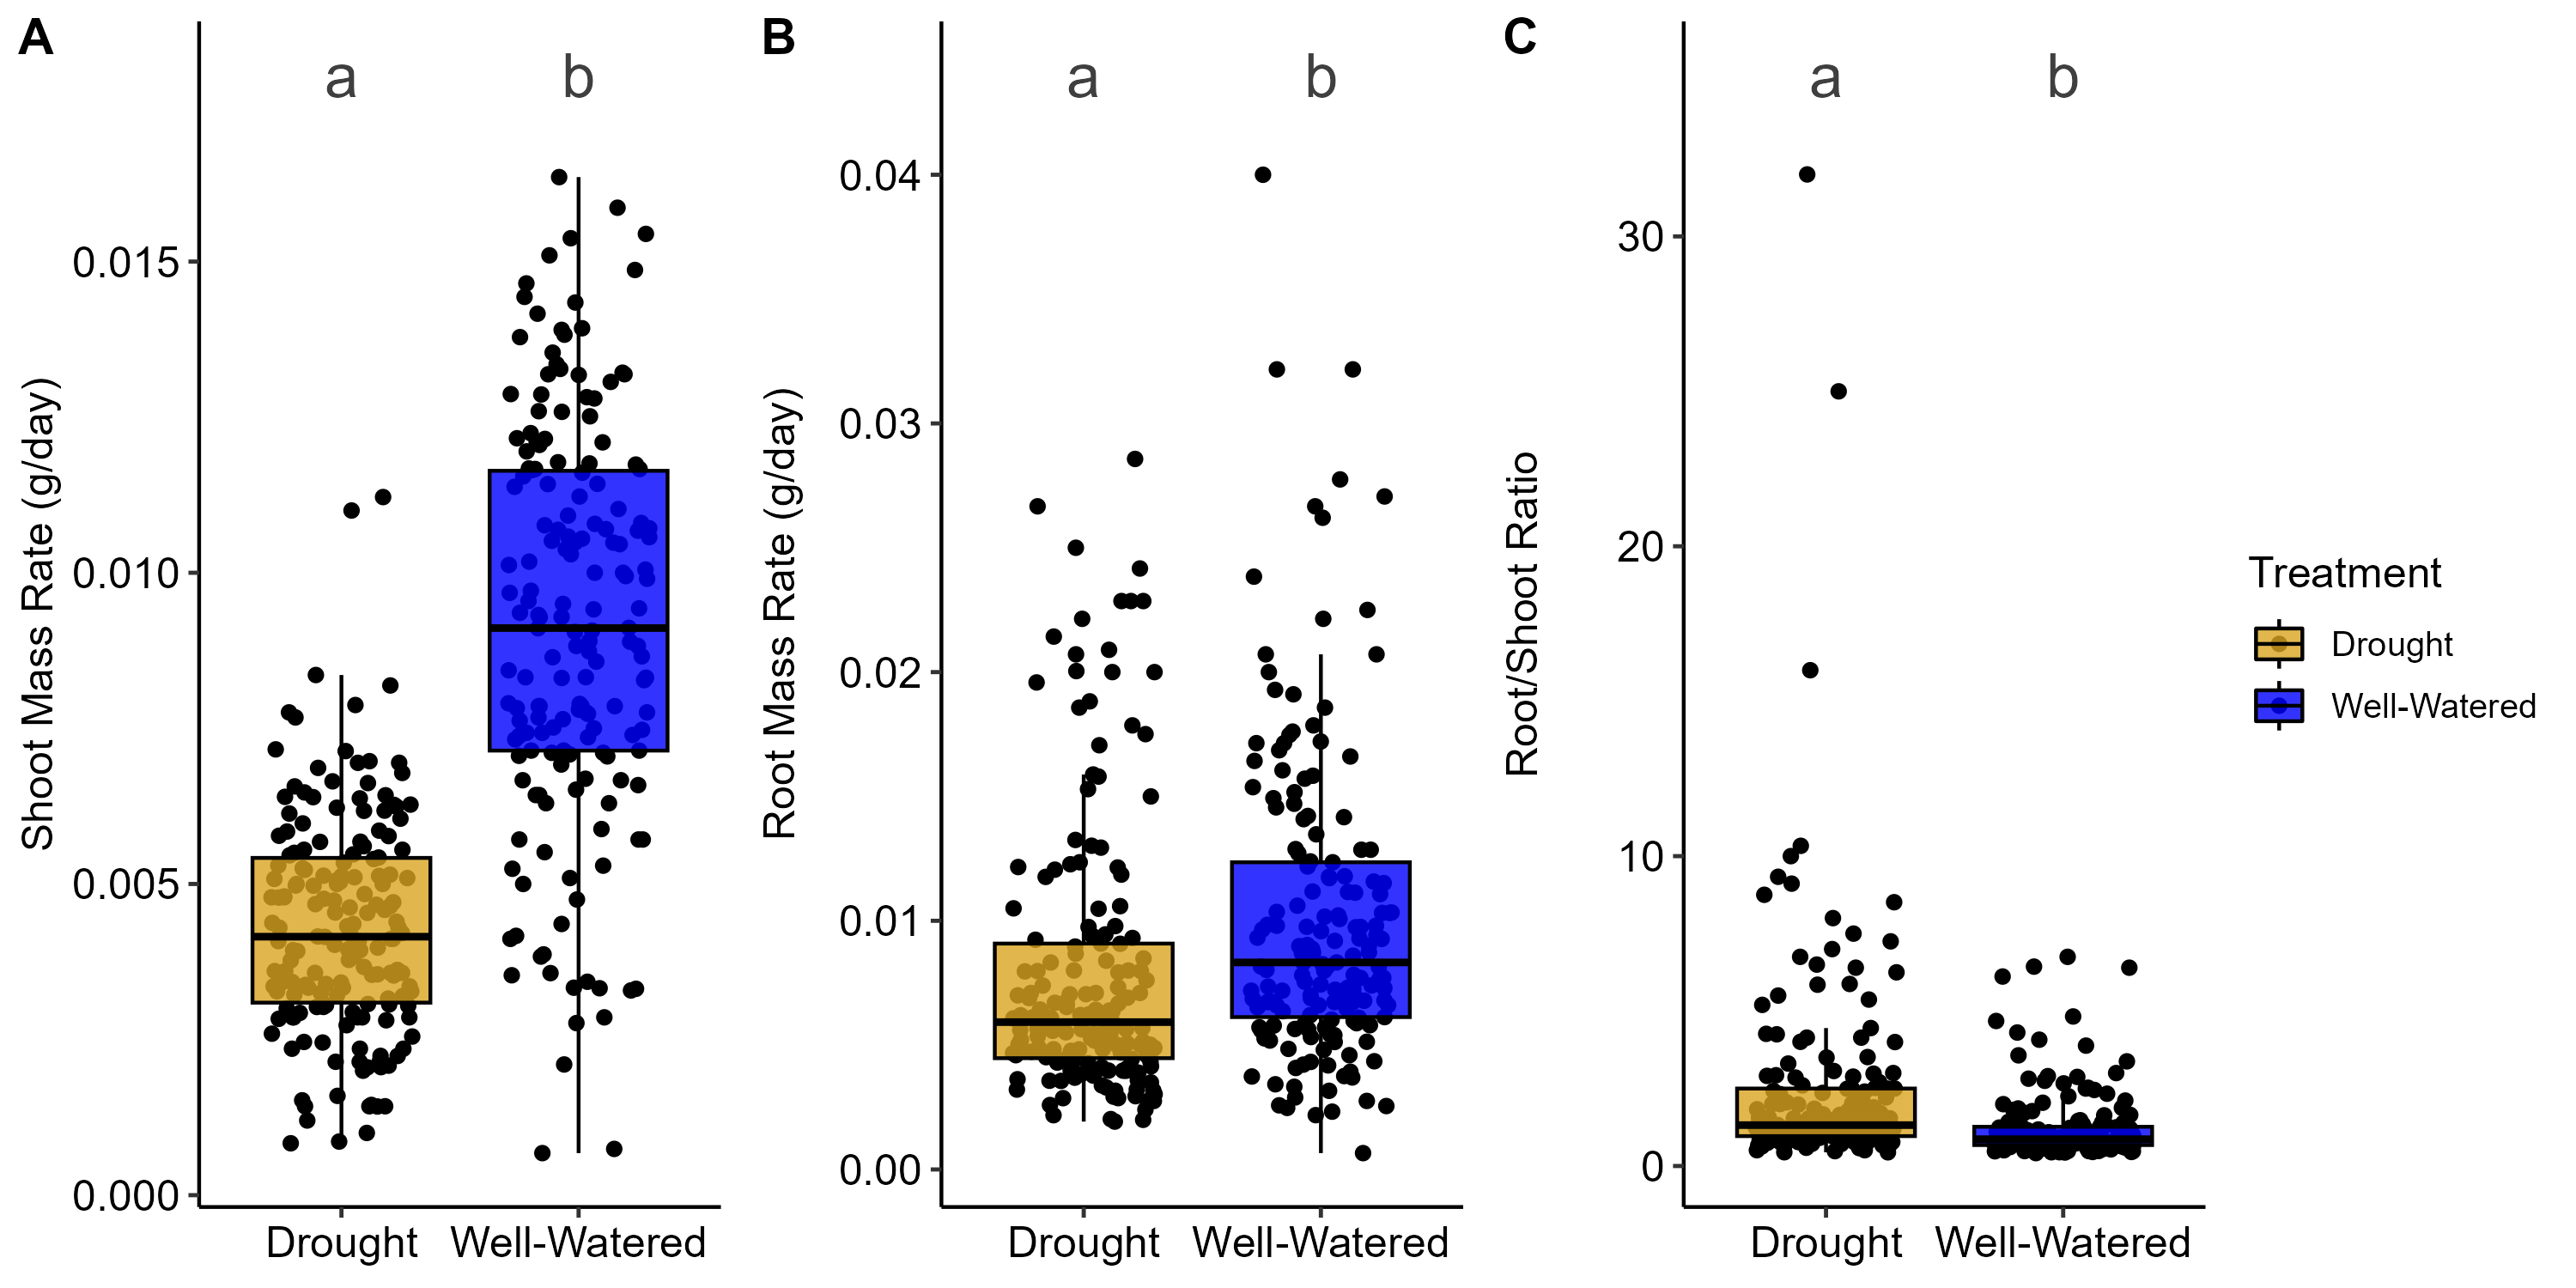 A
a
b
Shoot Mass Rate (g/day)
0.015
0.010
0.005
0.000
Drought
Well-Watered
B
a
b
Root Mass Rate (g/day)
0.04
0.03
0.02
0.01
0.00
Drought
Well-Watered
C
a
b
Root/Shoot Ratio
30
20
10
0
Drought
Well-Watered
Treatment
Drought
Well-Watered